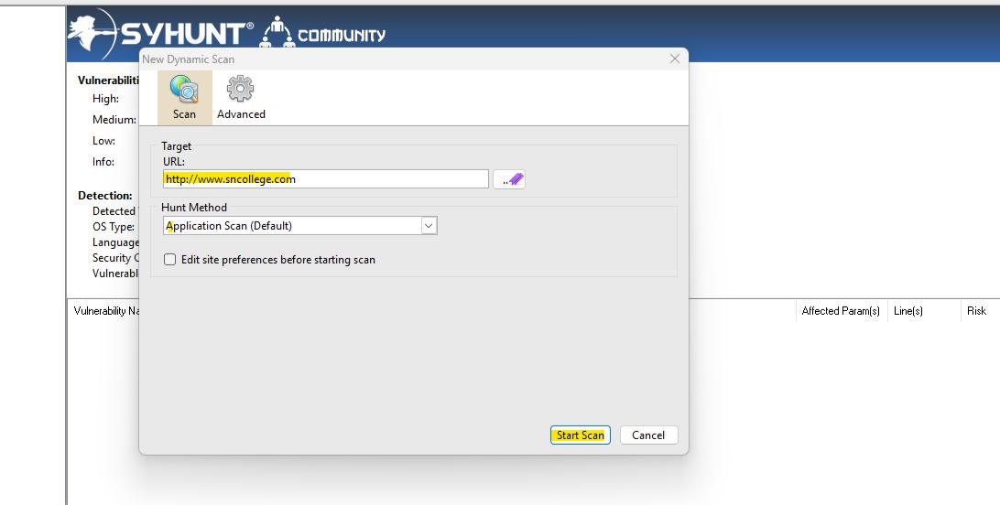 SYHUNT® COMMUNITY
New Dynamic Scan
Scan
Advanced
Vulnerabiliti
High:
Medium:
Low:
Info:
Target
URL:
http://www.sncollege.com
..
Detection:
Detected
OS Type:
Language
Security C
Vulnerabl
Hunt Method
Application Scan (Default)
Edit site preferences before starting scan
Vulnerability Na
Affected Param(s)
Line(s)
Risk
Start Scan
Cancel